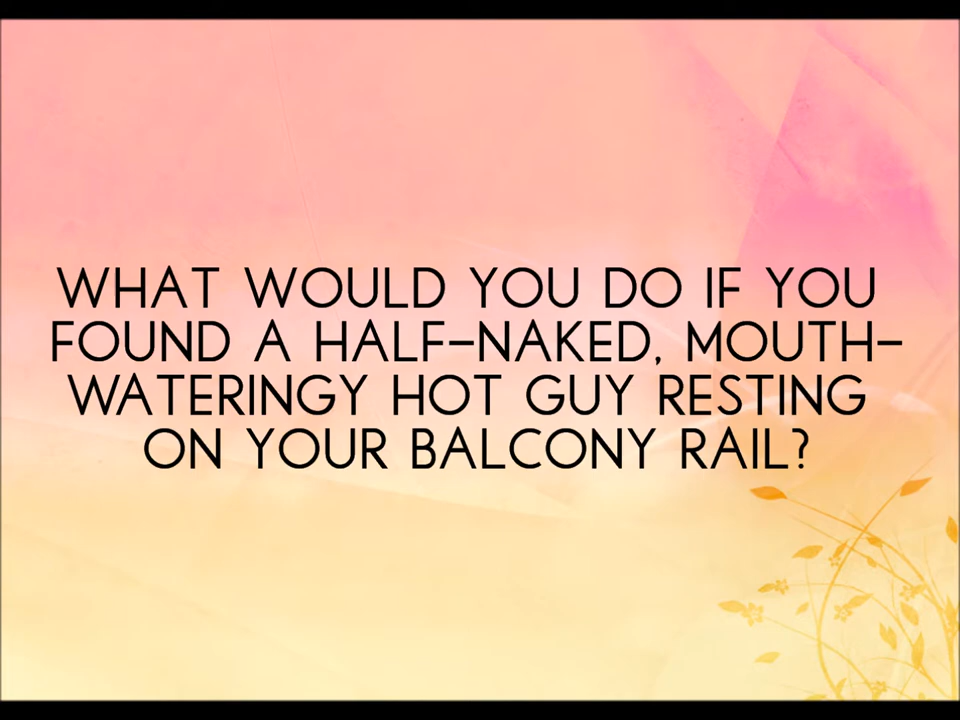 WHAT WOULD YOU DO IF YOU
FOUND A HALF-NAKED, MOUTH-
WATERINGY HOT GUY RESTING
ON YOUR BALCONY RAIL?